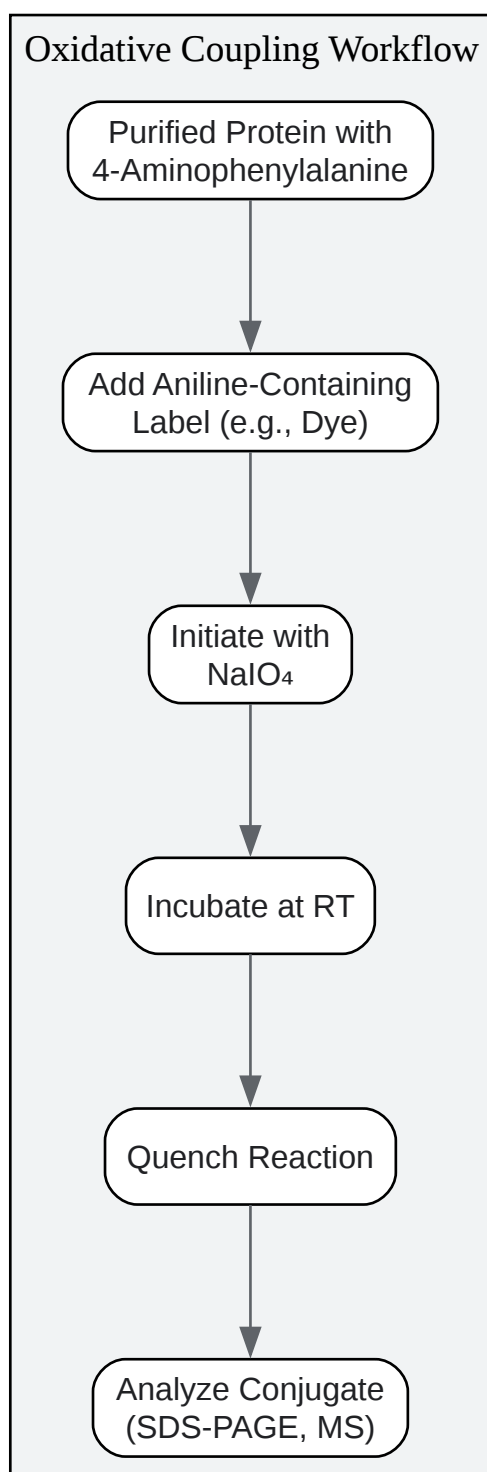 Oxidative Coupling Workflow
Purified Protein with
4-Aminophenylalanine
Add Aniline-Containing
Label (e.g., Dye)
Initiate with
NaIO₄
Incubate at RT
Quench Reaction
Analyze Conjugate
(SDS-PAGE, MS)